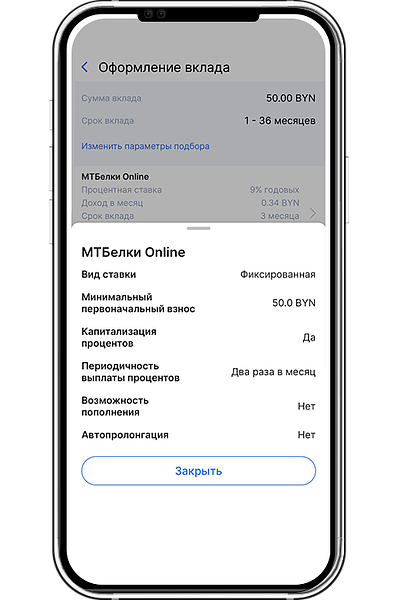 Оформление вклада
Сумма вклада 50.00 BYN
Срок вклада 1 - 36 месяцев
Изменить параметры подбора
МТБелки Online
Процентная ставка 9% годовых
Доход в месяц 0.34 BYN
Срок вклада 3 месяца
МТБелки Online
Вид ставки Фиксированная
Минимальный
первоначальный взнос 50.0 BYN
Капитализация
процентов Да
Периодичность
выплаты процентов Два раза в месяц
Возможность
пополнения Нет
Автопролонгация Нет
Закрыть